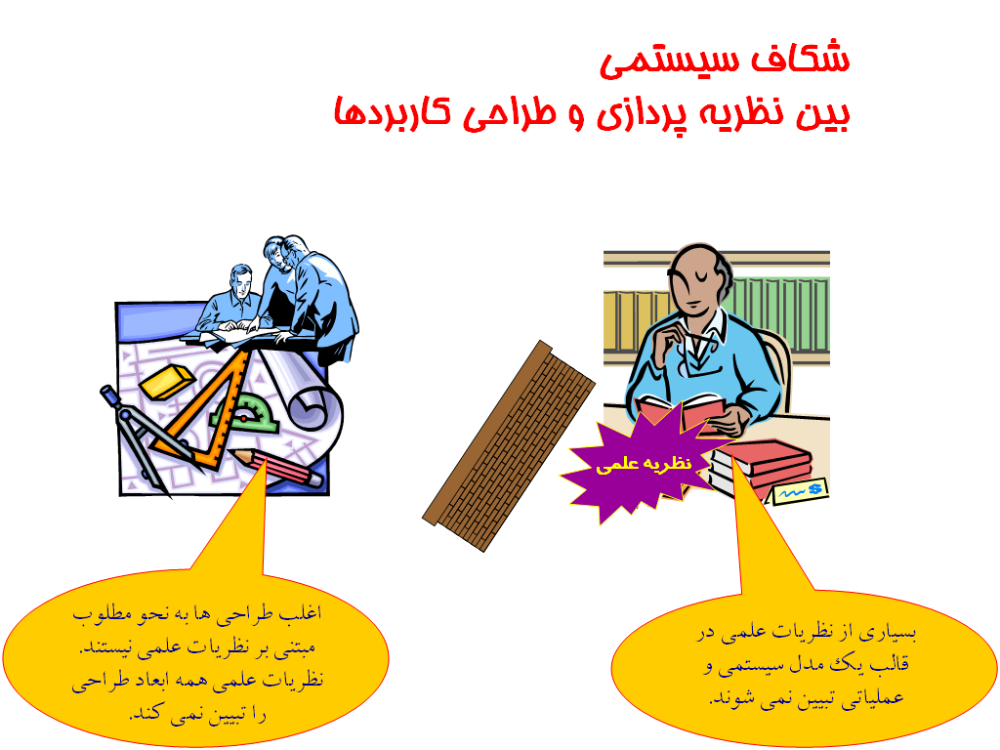 شکاف سیستمی
بین نظریه پردازی و طراحی کاربردها
نظریه علمی
بسیاری از نظریات علمی در
قالب یک مدل سیستمی و
عملیاتی تبیین نمی شوند.
اغلب طراحی ها به نحو مطلوب
مبتنی بر نظریات علمی نیستند.
نظریات علمی همه ابعاد طراحی
را تبیین نمی کند.